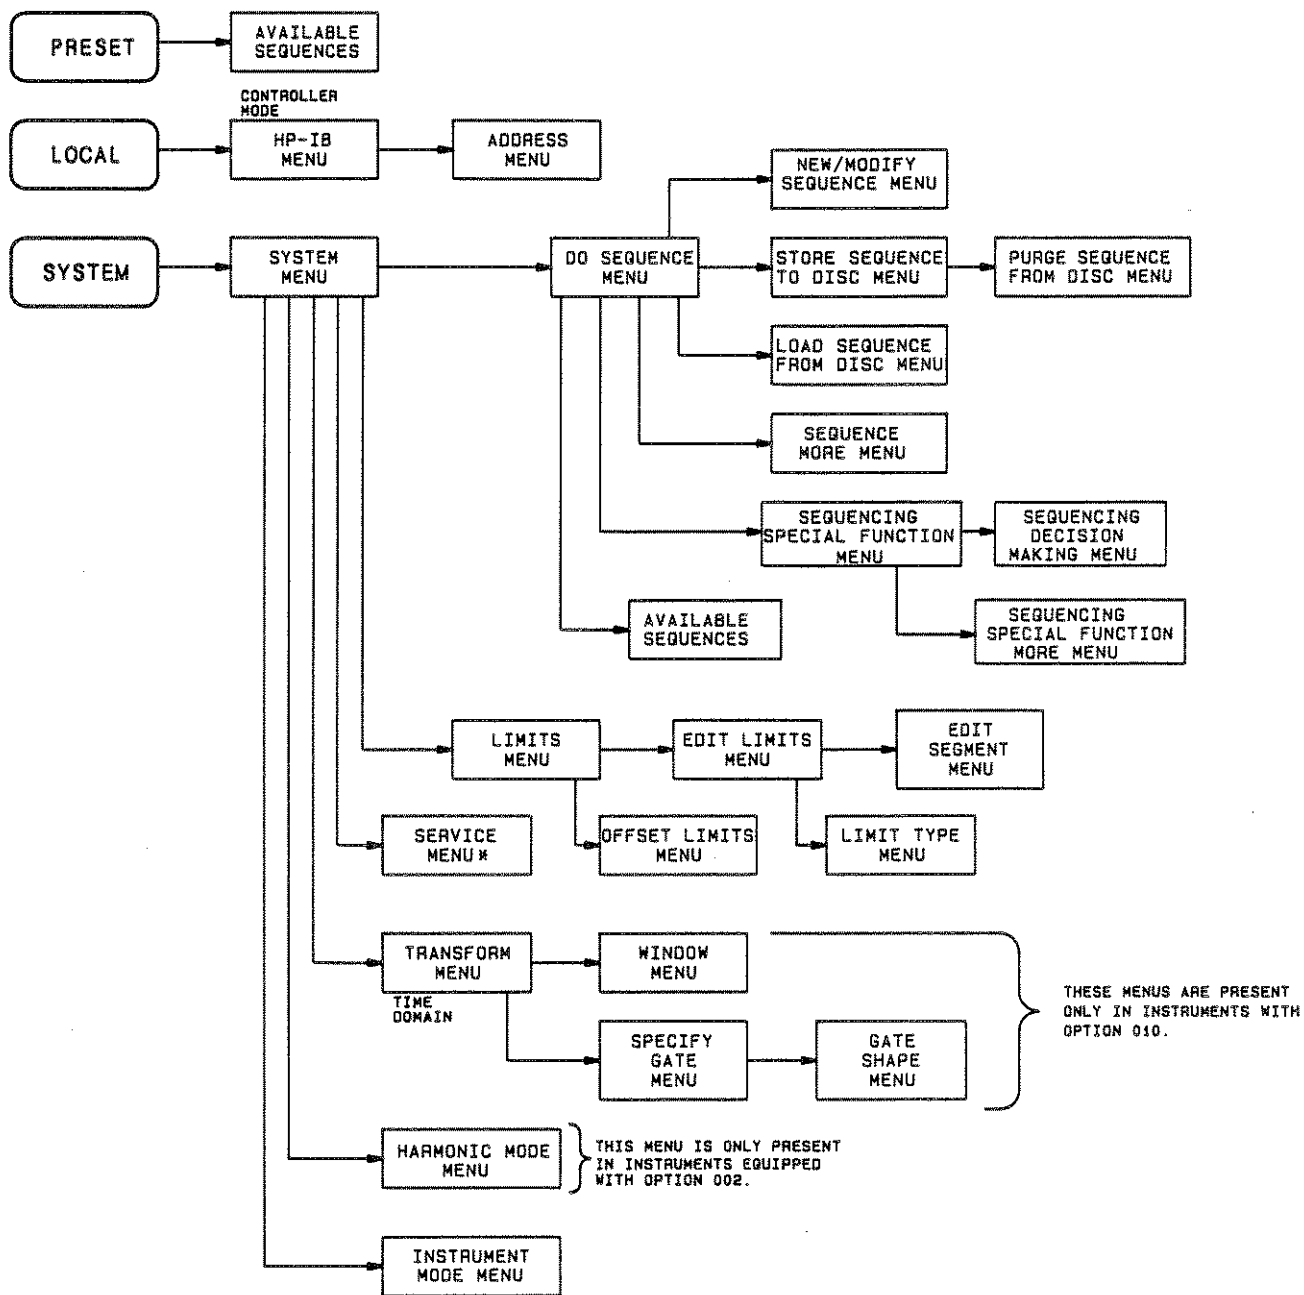 PRESET
AVAILABLE
SEQUENCES
CONTROLLER
MODE
LOCAL
HP-IB
MENU
ADDRESS
MENU
NEW/MODIFY
SEQUENCE MENU
SYSTEM
SYSTEM
MENU
DO SEQUENCE
MENU
STORE SEQUENCE
TO DISC MENU
PURGE SEQUENCE
FROM DISC MENU
LOAD SEQUENCE
FROM DISC MENU
SEQUENCE
MORE MENU
SEQUENCING
SPECIAL FUNCTION
MENU
SEQUENCING
DECISION
MAKING MENU
AVAILABLE
SEQUENCES
SEQUENCING
SPECIAL FUNCTION
MORE MENU
LIMITS
MENU
EDIT LIMITS
MENU
EDIT
SEGMENT
MENU
SERVICE
MENU*
OFFSET LIMITS
MENU
LIMIT TYPE
MENU
TRANSFORM
MENU
TIME
DOMAIN
WINDOW
MENU
THESE MENUS ARE PRESENT
ONLY IN INSTRUMENTS WITH
OPTION 010.
SPECIFY
GATE
MENU
GATE
SHAPE
MENU
HARMONIC MODE
MENU
THIS MENU IS ONLY PRESENT
IN INSTRUMENTS EQUIPPED
WITH OPTION 002.
INSTRUMENT
MODE MENU